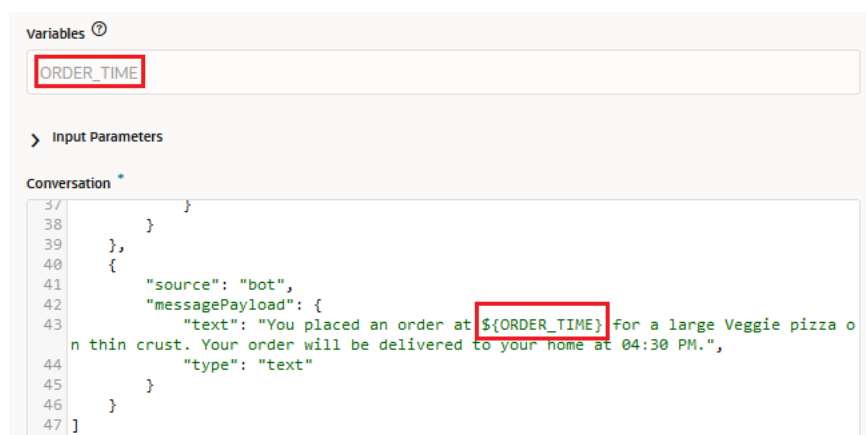 Variables ?
ORDER_TIME
Input Parameters
Conversation *
37 }
38 }
39 },
40 {
41 "source": "bot",
42 "messagePayload": {
43 "text": "You placed an order at ${ORDER_TIME} for a large Veggie pizza o
n thin crust. Your order will be delivered to your home at 04:30 PM.",
44 "type": "text"
45 }
46 }
47 ]